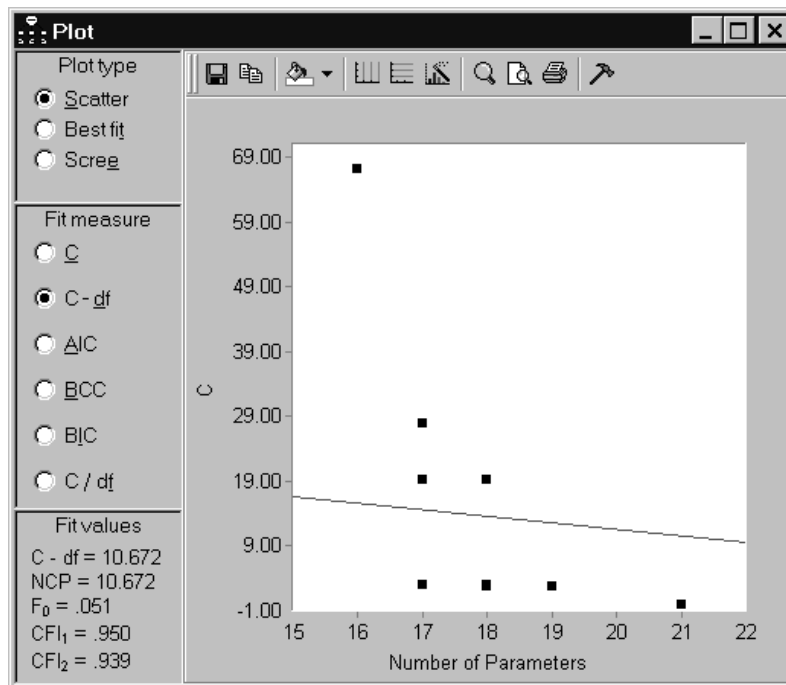 Plot
Plot type
Scatter
Best fit
Scree
Fit measure
C
C - df
AIC
BCC
BIC
C / df
Fit values
C - df = 10.672
NCP = 10.672
F₀ = .051
CFI₁ = .950
CFI₂ = .939
69.00
59.00
49.00
39.00
29.00
19.00
9.00
-1.00
C
15 16 17 18 19 20 21 22
Number of Parameters